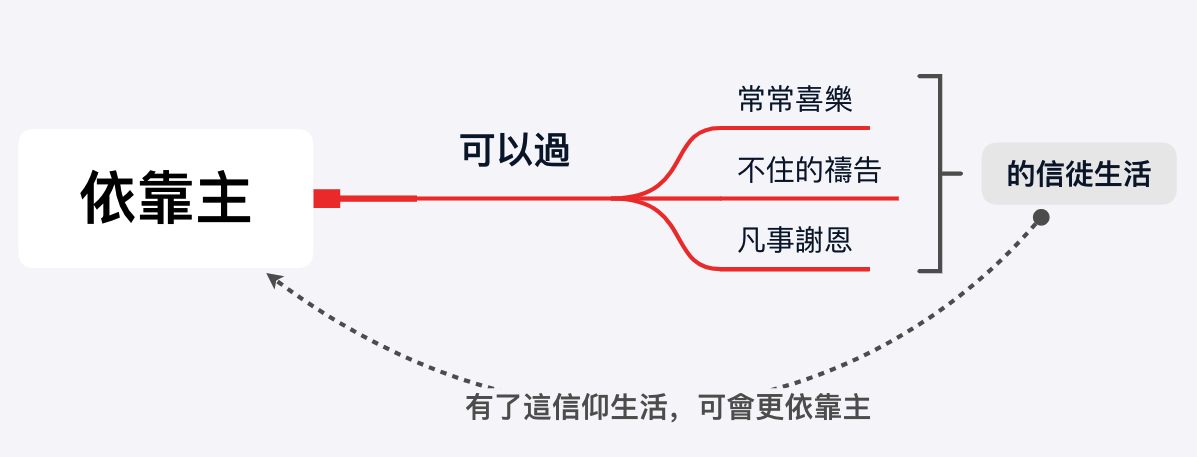 依靠主
可以過
常常喜樂
不住的禱告
凡事謝恩
的信徙生活
有了這信仰生活，可會更依靠主